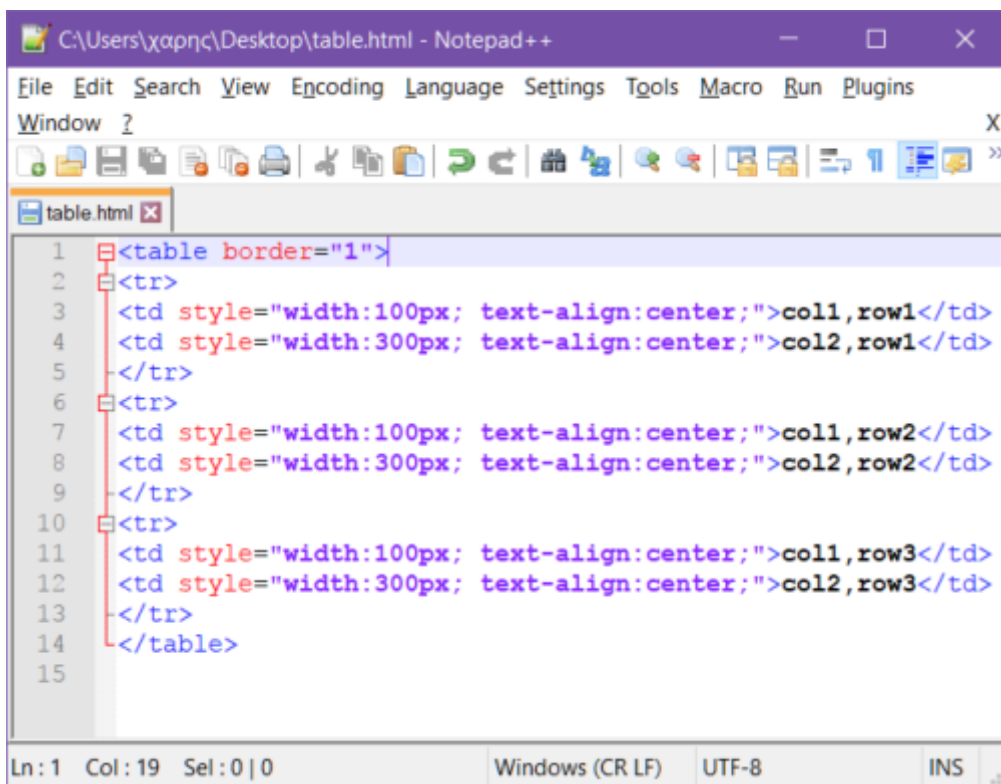 C:\Users\χαρης\Desktop\table.html - Notepad++
File Edit Search View Encoding Language Settings Tools Macro Run Plugins
Window ? X
table.html
1 <table border="1">
2 <tr>
3 <td style="width:100px; text-align:center;">col1,row1</td>
4 <td style="width:300px; text-align:center;">col2,row1</td>
5 </tr>
6 <tr>
7 <td style="width:100px; text-align:center;">col1,row2</td>
8 <td style="width:300px; text-align:center;">col2,row2</td>
9 </tr>
10 <tr>
11 <td style="width:100px; text-align:center;">col1,row3</td>
12 <td style="width:300px; text-align:center;">col2,row3</td>
13 </tr>
14 </table>
15
Ln : 1 Col : 19 Sel : 0 | 0 Windows (CR LF) UTF-8 INS